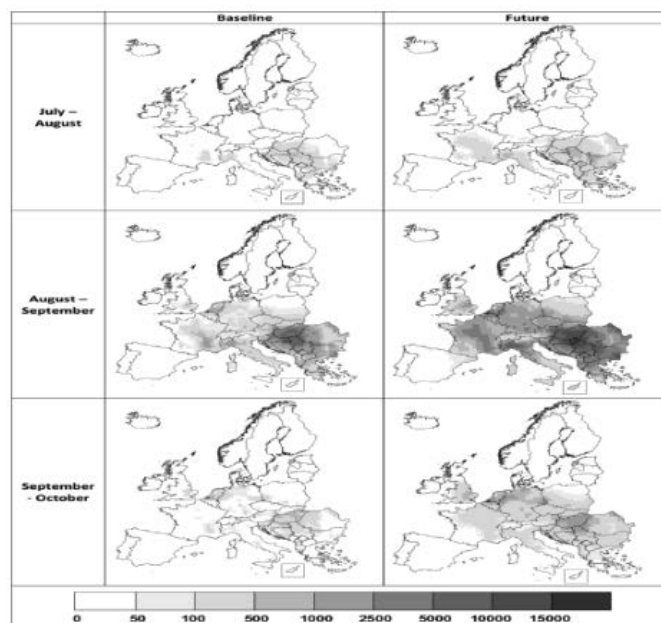 Baseline Future
July –
August
August –
September
September
- October
0 50 100 500 1000 2500 5000 10000 15000